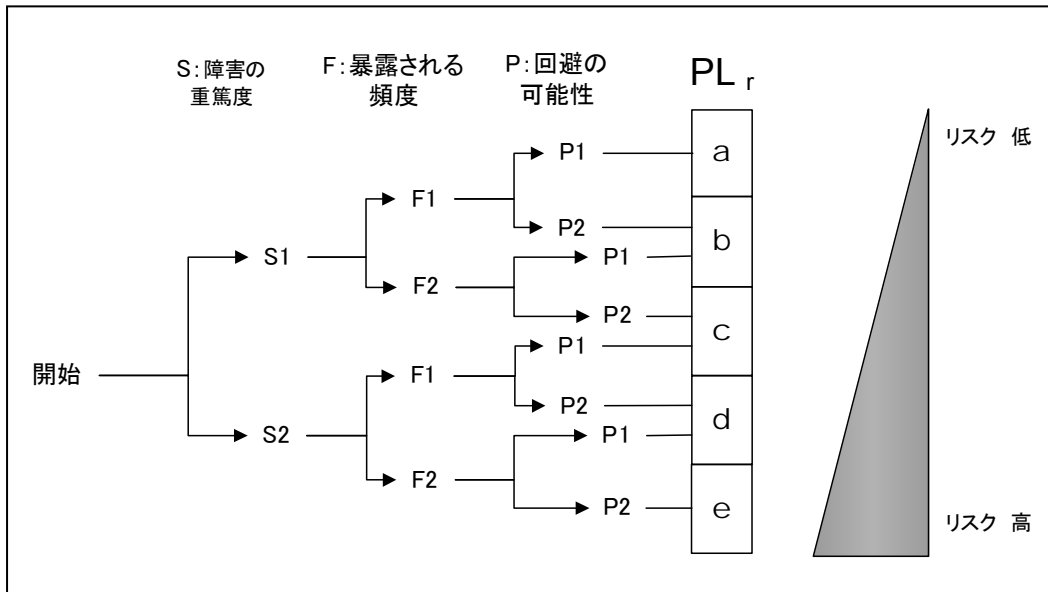 S：障害の
重篤度
F：暴露される
頻度
P：回避の
可能性
PL r
リスク 低
a
P1
F1
P2
b
S1
P1
F2
P2
c
P1
開始
F1
P2
d
S2
P1
F2
P2
e
リスク 高